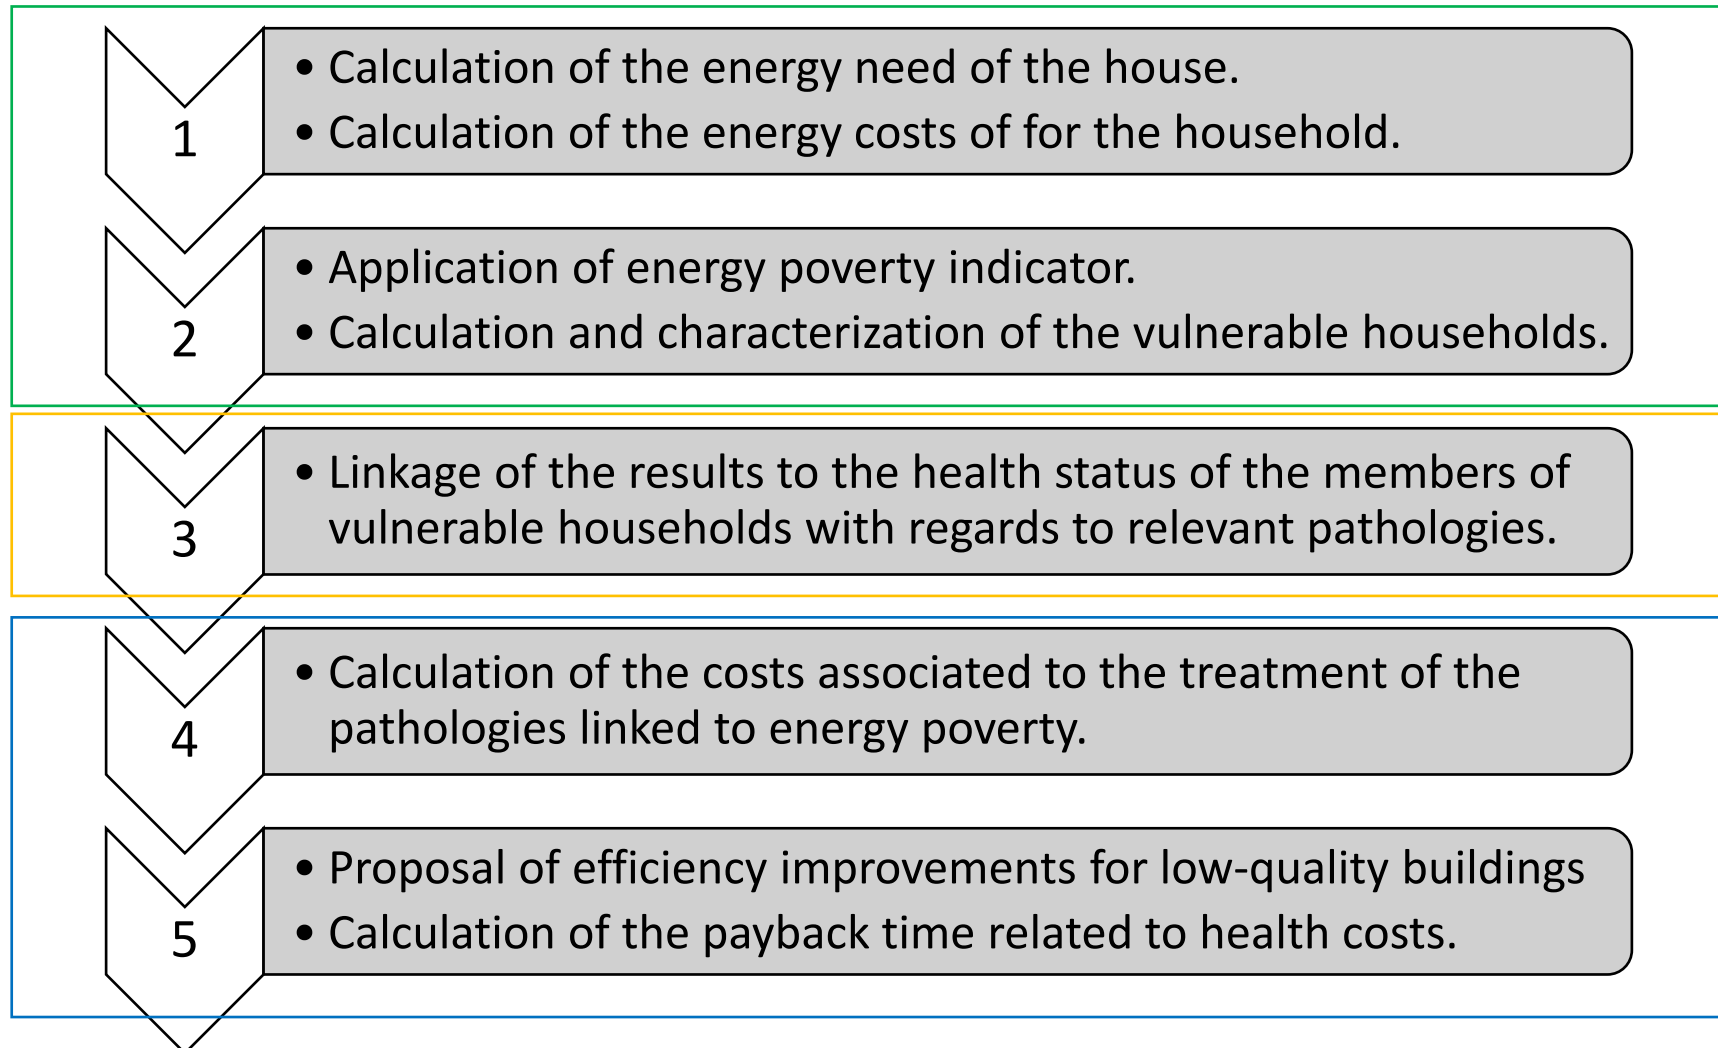 1
• Calculation of the energy need of the house.
• Calculation of the energy costs of for the household.
2
• Application of energy poverty indicator.
• Calculation and characterization of the vulnerable households.
3
• Linkage of the results to the health status of the members of
vulnerable households with regards to relevant pathologies.
4
• Calculation of the costs associated to the treatment of the
pathologies linked to energy poverty.
5
• Proposal of efficiency improvements for low-quality buildings
• Calculation of the payback time related to health costs.